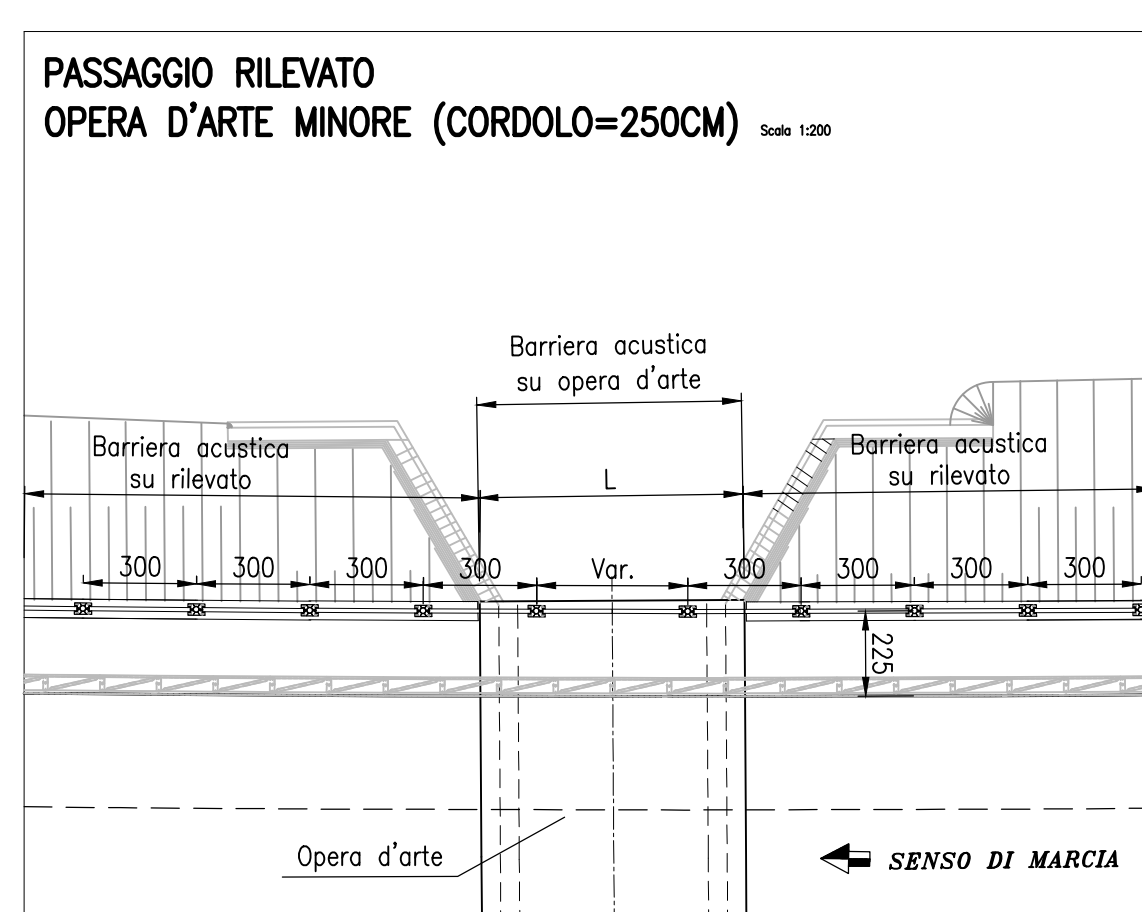 PASSAGGIO RILEVATO
OPERA D'ARTE MINORE (CORDOLO=250CM) Scala 1:200
Barriera acustica
su opera d'arte
Barriera acustica
su rilevato
L
Barriera acustica
su rilevato
300 300 300 300 Var. 300 300 300 300
225
Opera d'arte
SENSO DI MARCIA